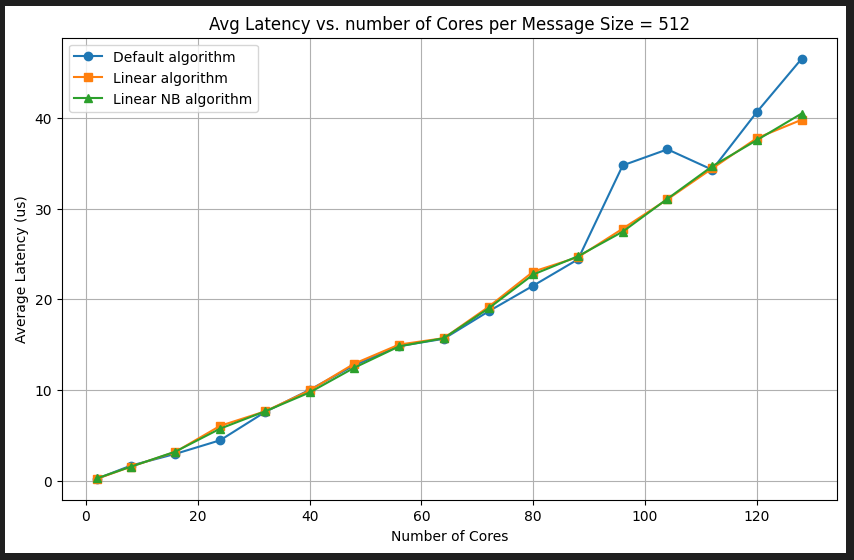 Avg Latency vs. number of Cores per Message Size = 512
Default algorithm
Linear algorithm
Linear NB algorithm
40
30
20
10
0
Average Latency (us)
0 20 40 60 80 100 120
Number of Cores